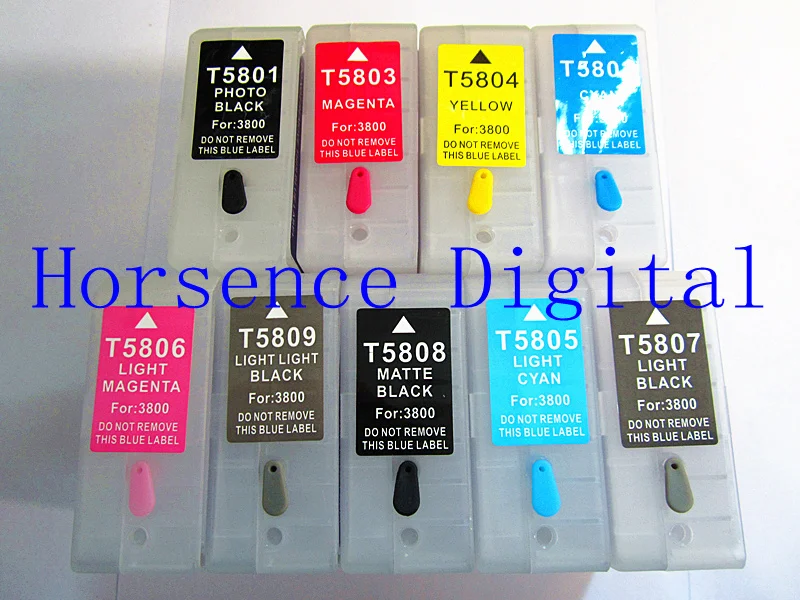 T5801
PHOTO
BLACK
For:3800
DO NOT REMOVE
THIS BLUE LABEL
T5803
MAGENTA
For:3800
DO NOT REMOVE
THIS BLUE LABEL
T5804
YELLOW
For:3800
DO NOT REMOVE
THIS BLUE LABEL
CYAN
For:3800
DO NOT REMOVE
THIS BLUE LABEL
Horsence Digital
T5806
LIGHT
MAGENTA
For:3800
DO NOT REMOVE
THIS BLUE LABEL
T5809
LIGHT LIGHT
BLACK
For:3800
DO NOT REMOVE
THIS BLUE LABEL
T5808
MATTE
BLACK
For:3800
DO NOT REMOVE
THIS BLUE LABEL
T5805
LIGHT
CYAN
For:3800
DO NOT REMOVE
THIS BLUE LABEL
T5807
LIGHT
BLACK
For:3800
DO NOT REMOVE
THIS BLUE LABEL